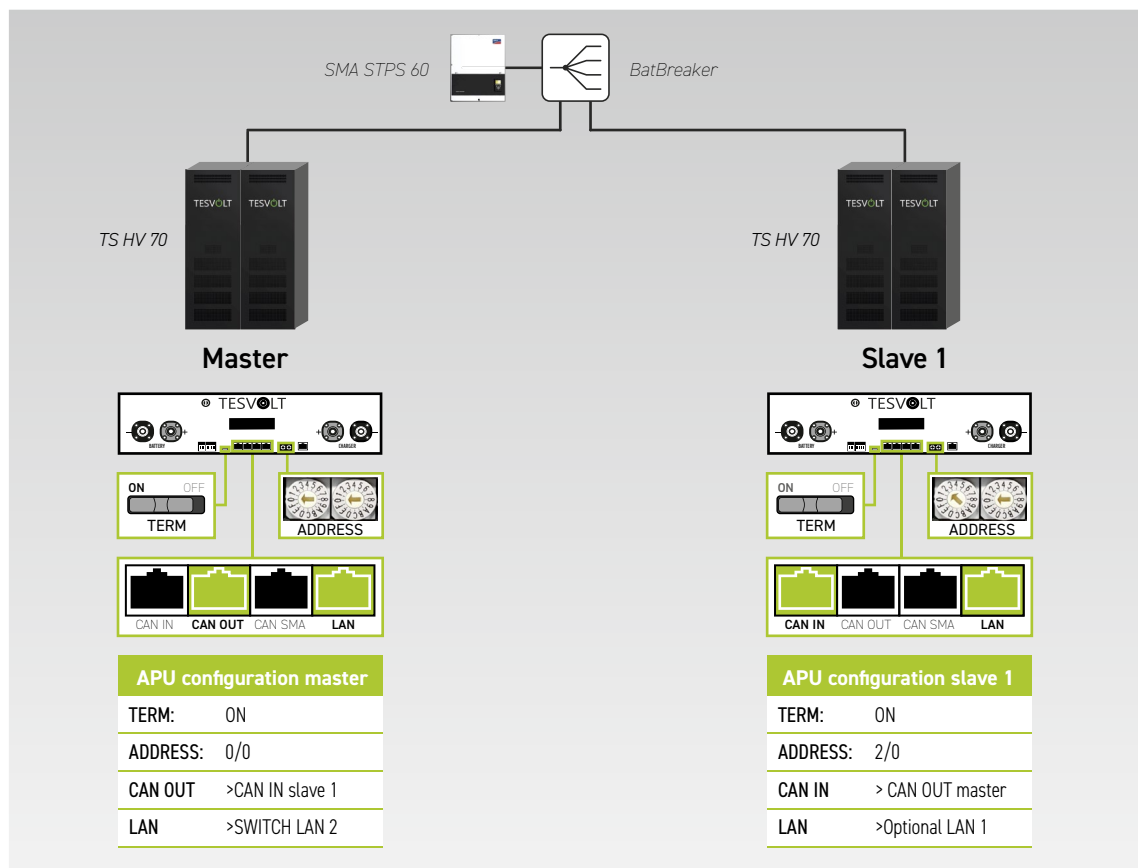 SMA STPS 60
BatBreaker
TESVOLT TESVOLT
TS HV 70
TESVOLT TESVOLT
TS HV 70
Master
TESVOLT
BATTERY
CHARGER
ON OFF
TERM
ADDRESS
CAN IN CAN OUT CAN SMA LAN
APU configuration master
TERM: ON
ADDRESS: 0/0
CAN OUT >CAN IN slave 1
LAN >SWITCH LAN 2
Slave 1
TESVOLT
BATTERY
CHARGER
ON OFF
TERM
ADDRESS
CAN IN CAN OUT CAN SMA LAN
APU configuration slave 1
TERM: ON
ADDRESS: 2/0
CAN IN > CAN OUT master
LAN >Optional LAN 1